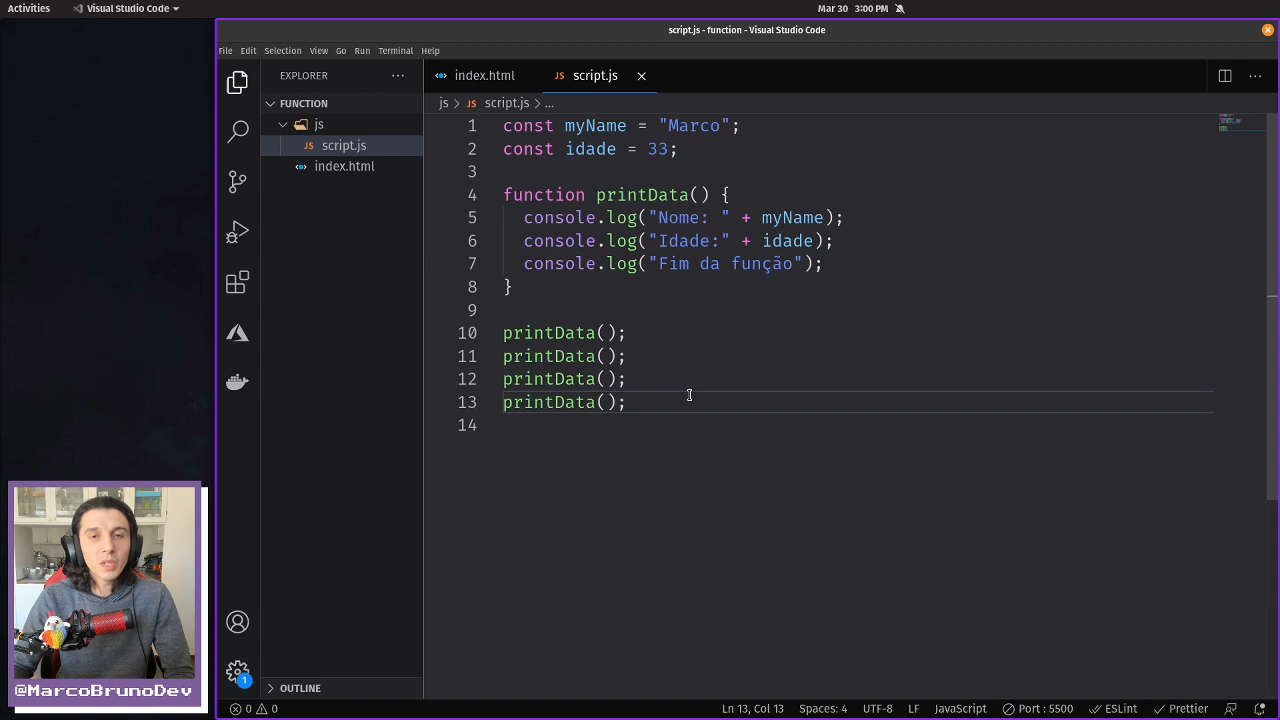 Activities
Visual Studio Code
Mar 30 3:00 PM
script.js - function - Visual Studio Code
File Edit Selection View Go Run Terminal Help
EXPLORER
FUNCTION
js
JS script.js
index.html
OUTLINE
index.html
JS script.js
js > JS script.js > ...
1 const myName = "Marco";
2 const idade = 33;
3
4 function printData() {
5 console.log("Nome: " + myName);
6 console.log("Idade:" + idade);
7 console.log("Fim da função");
8 }
9
10 printData();
11 printData();
12 printData();
13 printData();
14
1
@MarcoBrunoDev
0 0
Ln 13, Col 13
Spaces: 4
UTF-8
LF
JavaScript
Port : 5500
ESLint
Prettier